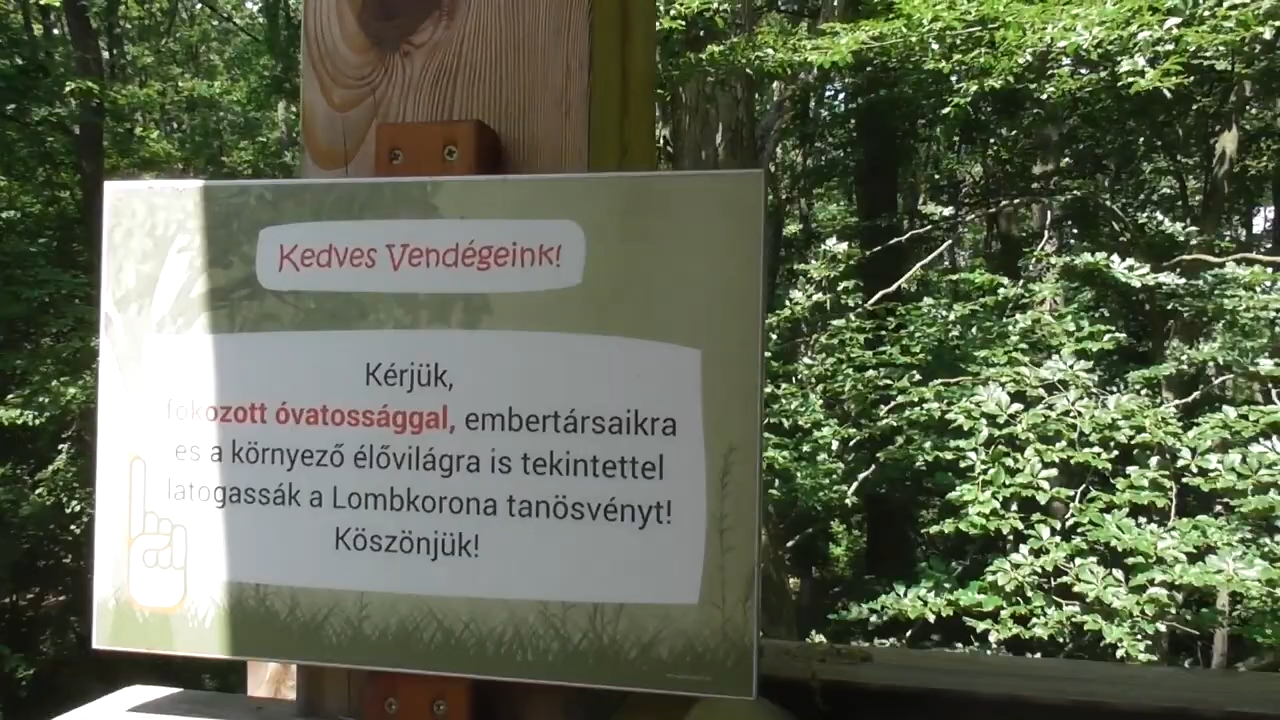 Kedves Vendégeink!
Kérjük,
fokozott óvatossággal, embertársaikra
és a környező élővilágra is tekintettel
látogassák a Lombkorona tanösvényt!
Köszönjük!